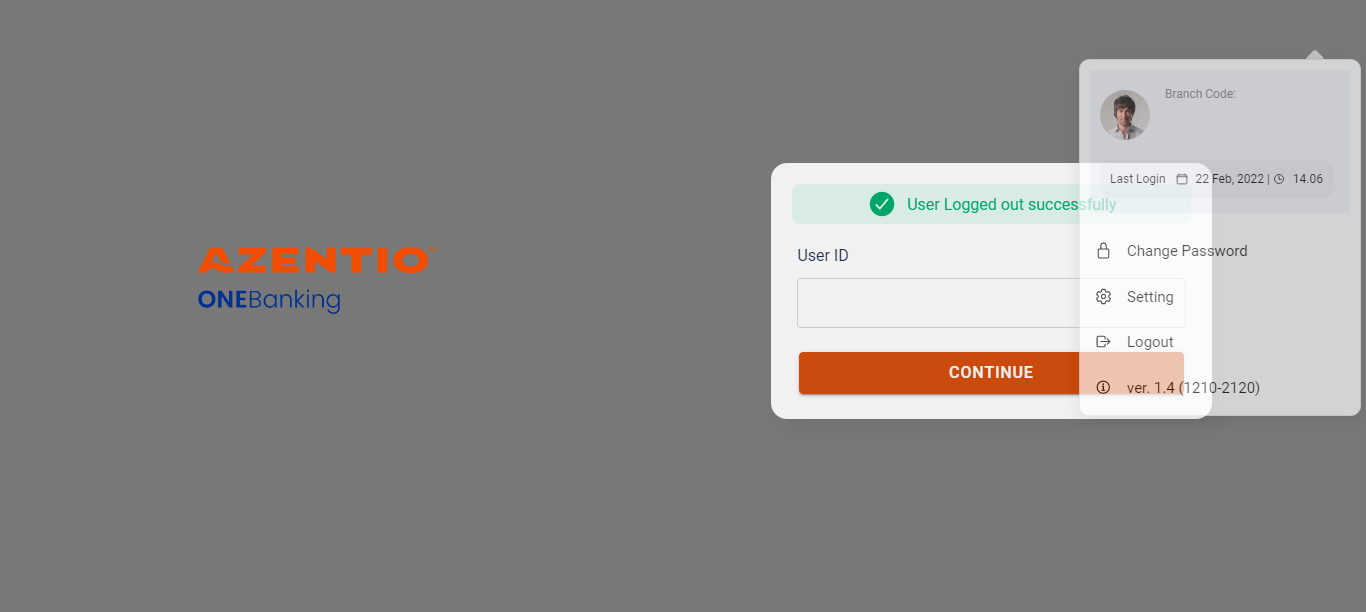 AZENTIO
ONEBanking
User Logged out successfully
User ID
CONTINUE
Branch Code:
Last Login 22 Feb, 2022 | 14.06
Change Password
Setting
Logout
ver. 1.4 (1210-2120)